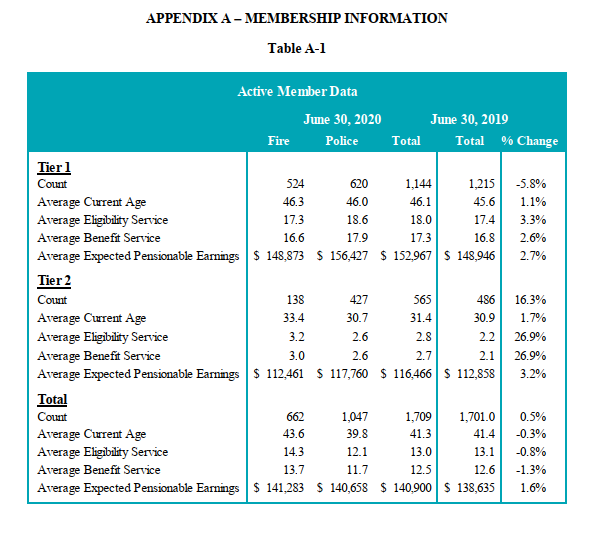 APPENDIX A – MEMBERSHIP INFORMATION
Table A-1
Active Member Data
June 30, 2020 June 30, 2019
Fire Police Total Total % Change
Tier 1
Count 524 620 1,144 1,215 -5.8%
Average Current Age 46.3 46.0 46.1 45.6 1.1%
Average Eligibility Service 17.3 18.6 18.0 17.4 3.3%
Average Benefit Service 16.6 17.9 17.3 16.8 2.6%
Average Expected Pensionable Earnings $ 148,873 $ 156,427 $ 152,967 $ 148,946 2.7%
Tier 2
Count 138 427 565 486 16.3%
Average Current Age 33.4 30.7 31.4 30.9 1.7%
Average Eligibility Service 3.2 2.6 2.8 2.2 26.9%
Average Benefit Service 3.0 2.6 2.7 2.1 26.9%
Average Expected Pensionable Earnings $ 112,461 $ 117,760 $ 116,466 $ 112,858 3.2%
Total
Count 662 1,047 1,709 1,701.0 0.5%
Average Current Age 43.6 39.8 41.3 41.4 -0.3%
Average Eligibility Service 14.3 12.1 13.0 13.1 -0.8%
Average Benefit Service 13.7 11.7 12.5 12.6 -1.3%
Average Expected Pensionable Earnings $ 141,283 $ 140,658 $ 140,900 $ 138,635 1.6%